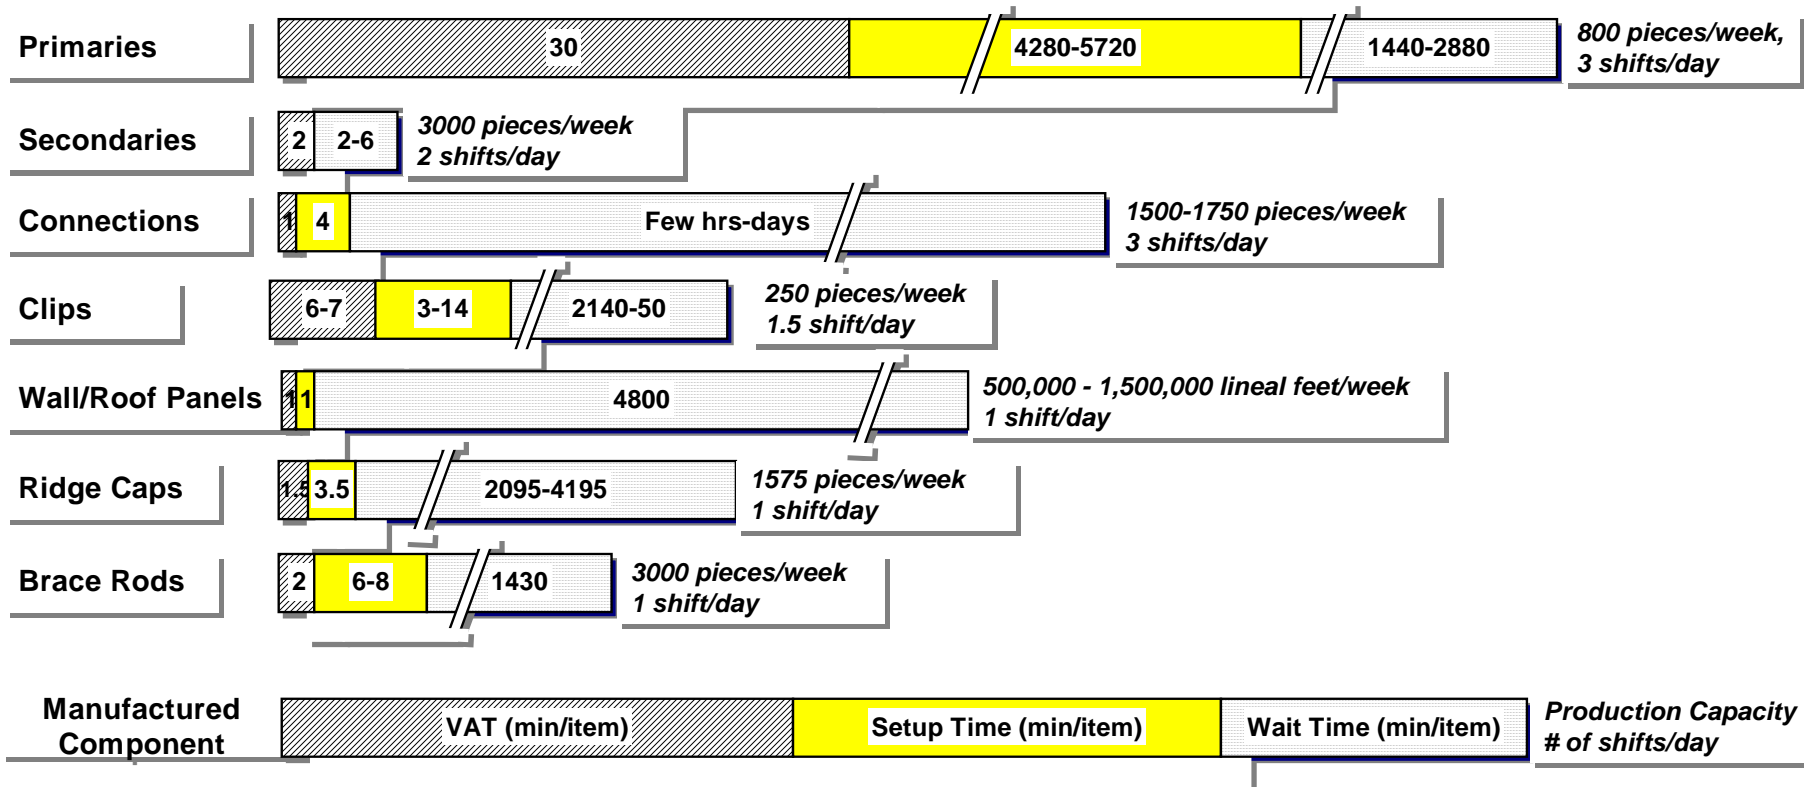 Primaries
30
4280-5720
1440-2880
800 pieces/week,
3 shifts/day
Secondaries
2
2-6
3000 pieces/week
2 shifts/day
Connections
1
4
Few hrs-days
1500-1750 pieces/week
3 shifts/day
Clips
6-7
3-14
2140-50
250 pieces/week
1.5 shift/day
Wall/Roof Panels
1
1
4800
500,000 - 1,500,000 lineal feet/week
1 shift/day
Ridge Caps
1.5
3.5
2095-4195
1575 pieces/week
1 shift/day
Brace Rods
2
6-8
1430
3000 pieces/week
1 shift/day
Manufactured
Component
VAT (min/item)
Setup Time (min/item)
Wait Time (min/item)
Production Capacity
# of shifts/day